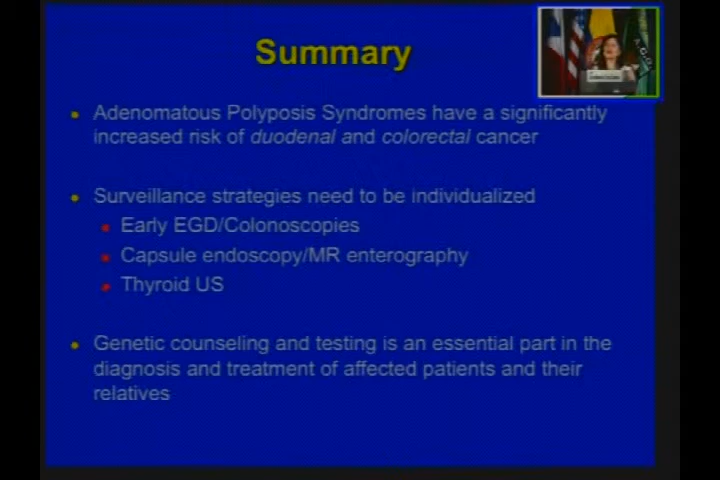 Summary
Adenomatous Polyposis Syndromes have a significantly
increased risk of duodenal and colorectal cancer
Surveillance strategies need to be individualized
Early EGD/Colonoscopies
Capsule endoscopy/MR enterography
Thyroid US
Genetic counseling and testing is an essential part in the
diagnosis and treatment of affected patients and their
relatives